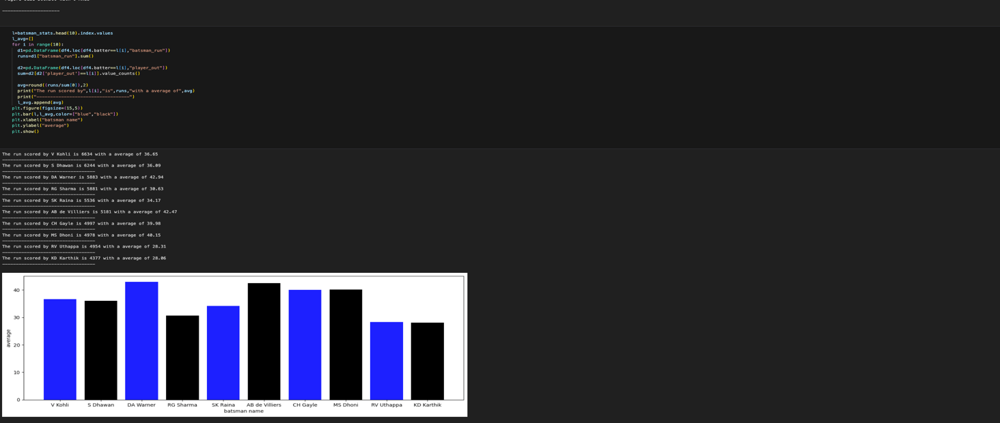 l=batsman_stats.head(10).index.values
l_avg=[]
for i in range(10):
d1=pd.DataFrame(df4.loc[df4.batter==l[i],"batsman_run"])
runs=d1["batsman_run"].sum()
d2=pd.DataFrame(df4.loc[df4.batter==l[i],"player_out"])
sum=d2[d2['player_out']==l[i]].value_counts()
avg=round((runs/sum[0]),2)
print("The run scored by",l[i],"is",runs,"with a average of",avg)
print("----------------------------------")
l_avg.append(avg)
plt.figure(figsize=(15,5))
plt.bar(l,l_avg,color=["blue","black"])
plt.xlabel("batsman name")
plt.ylabel("average")
plt.show()
The run scored by V Kohli is 6634 with a average of 36.65
----------------------------------
The run scored by S Dhawan is 6244 with a average of 36.09
----------------------------------
The run scored by DA Warner is 5883 with a average of 42.94
----------------------------------
The run scored by RG Sharma is 5881 with a average of 30.63
----------------------------------
The run scored by SK Raina is 5536 with a average of 34.17
----------------------------------
The run scored by AB de Villiers is 5181 with a average of 42.47
----------------------------------
The run scored by CH Gayle is 4997 with a average of 39.98
----------------------------------
The run scored by MS Dhoni is 4978 with a average of 40.15
----------------------------------
The run scored by RV Uthappa is 4954 with a average of 28.31
----------------------------------
The run scored by KD Karthik is 4377 with a average of 28.06
----------------------------------
40
30
20
10
0
average
V Kohli S Dhawan DA Warner RG Sharma SK Raina AB de Villiers CH Gayle MS Dhoni RV Uthappa KD Karthik
batsman name